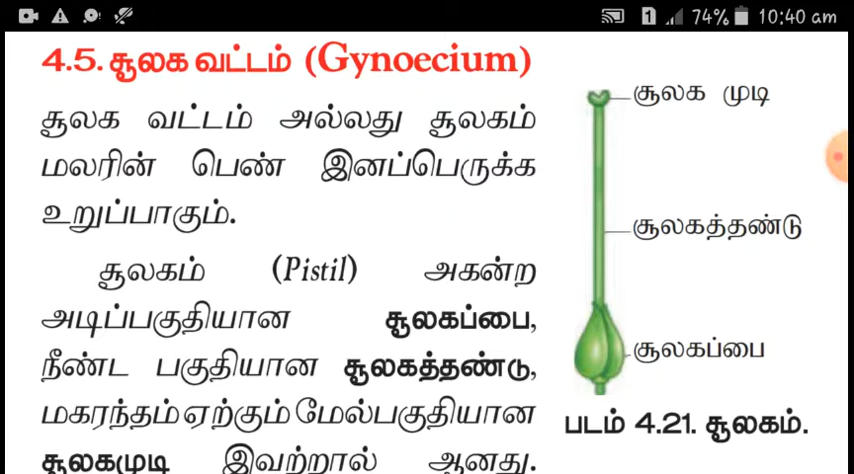 74% 10:40 am
4.5. சூலக வட்டம் (Gynoecium)
சூலக வட்டம் அல்லது சூலகம்
மலரின் பெண் இனப்பெருக்க
உறுப்பாகும்.
சூலகம் (Pistil) அகன்ற
அடிப்பகுதியான சூலகப்பை,
நீண்ட பகுதியான சூலகத்தண்டு,
மகரந்தம் ஏற்கும் மேல்பகுதியான
சூலகமுடி இவற்றால் ஆனது.
சூலக முடி
சூலகத்தண்டு
சூலகப்பை
படம் 4.21. சூலகம்.